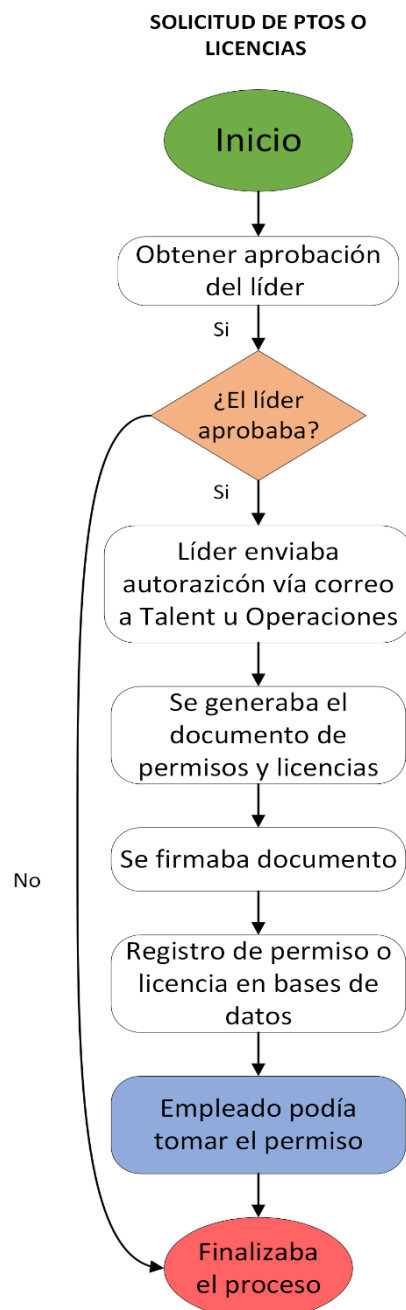 SOLICITUD DE PTOS O
LICENCIAS
Inicio
Obtener aprobación
del líder
Si
¿El líder
aprobaba?
Si
Líder enviaba
autorazicón vía correo
a Talent u Operaciones
Se generaba el
documento de
permisos y licencias
Se firmaba documento
No
Registro de permiso o
licencia en bases de
datos
Empleado podía
tomar el permiso
Finalizaba
el proceso